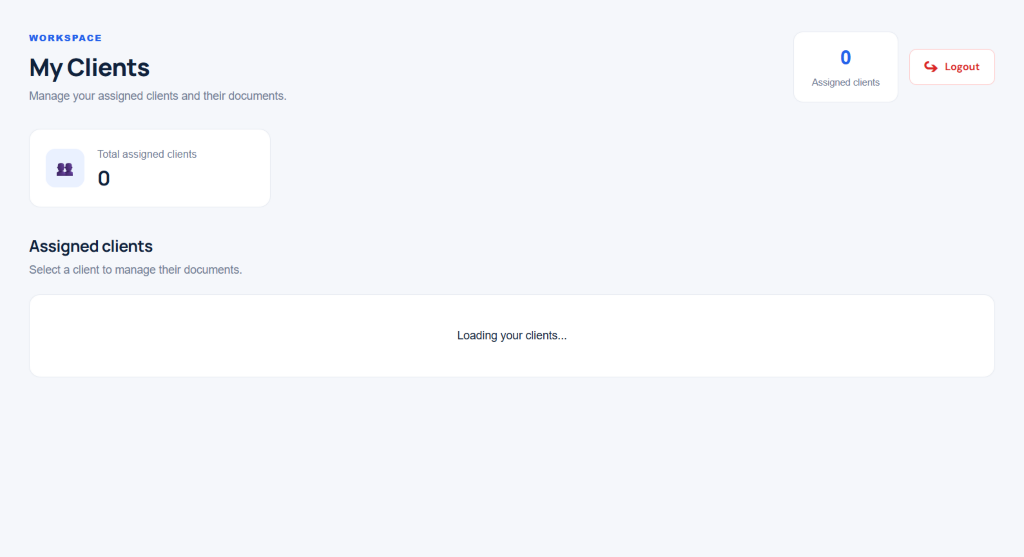 WORKSPACE
My Clients
Manage your assigned clients and their documents.
0
Assigned clients
Logout
Total assigned clients
0
Assigned clients
Select a client to manage their documents.
Loading your clients...